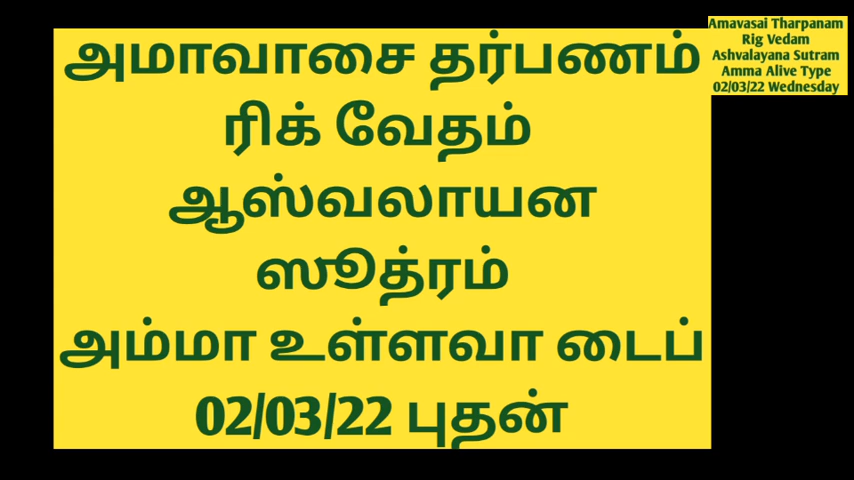 அமாவாசை தர்பணம்
ரிக் வேதம்
ஆஸ்வலாயன
ஸூத்ரம்
அம்மா உள்ளவா டைப்
02/03/22 புதன்
Amavasai Tharpanam
Rig Vedam
Ashvalayana Sutram
Amma Alive Type
02/03/22 Wednesday